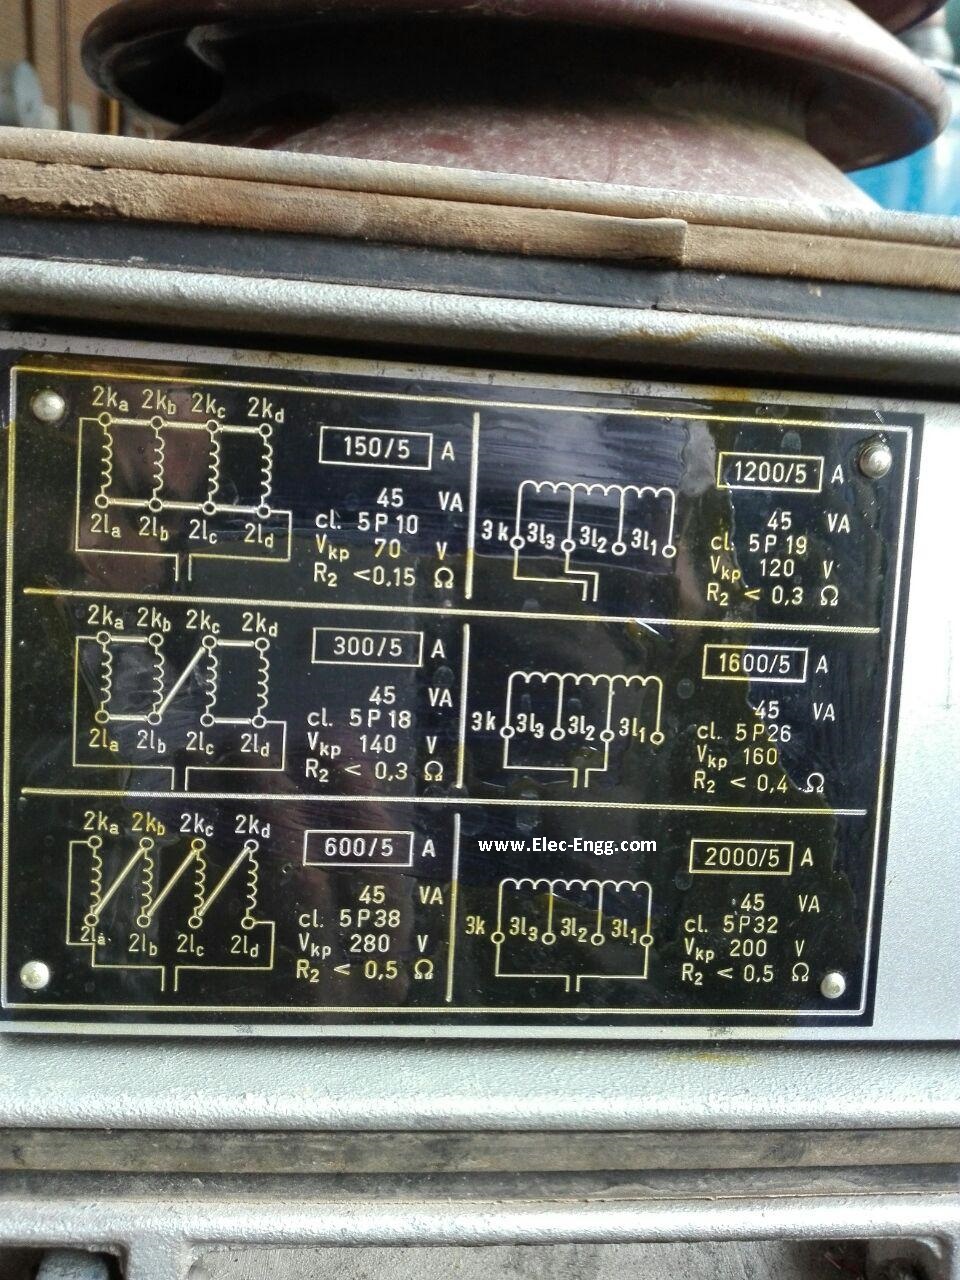 2ka 2kb 2kc 2kd
2la 2lb 2lc 2ld
150/5 A
45 VA
cl. 5P10
Vkp 70 V
R2 <0,15 Ω
3k 3l3 3l2 3l1
1200/5 A
45 VA
cl. 5P19
Vkp 120 V
R2 < 0,3 Ω
2ka 2kb 2kc 2kd
2la 2lb 2lc 2ld
300/5 A
45 VA
cl. 5P18
Vkp 140 V
R2 < 0,3 Ω
3k 3l3 3l2 3l1
1600/5 A
45 VA
cl. 5P26
Vkp 160
R2 < 0,4 Ω
2ka 2kb 2kc 2kd
2la 2lb 2lc 2ld
600/5 A
45 VA
cl. 5P38
Vkp 280 V
R2 < 0,5 Ω
www.Elec-Engg.com
3k 3l3 3l2 3l1
2000/5 A
45 VA
cl. 5P32
Vkp 200 V
R2 < 0,5 Ω